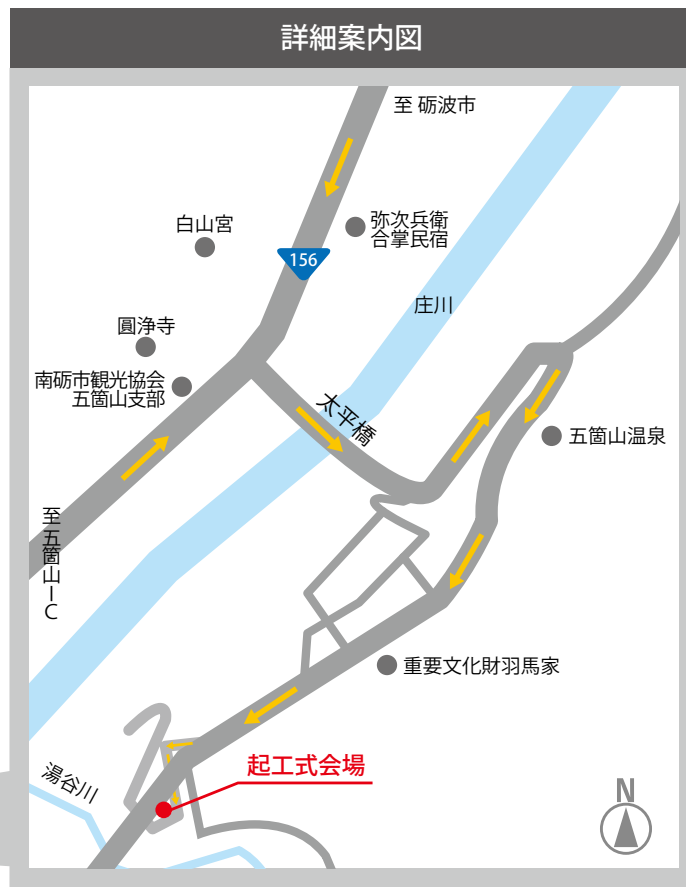 詳細案内図
至 砺波市
白山宮
弥次兵衛
合掌民宿
156
庄川
圓浄寺
南砺市観光協会
五箇山支部
太平橋
五箇山温泉
至五箇山IC
重要文化財羽馬家
起工式会場
湯谷川
N